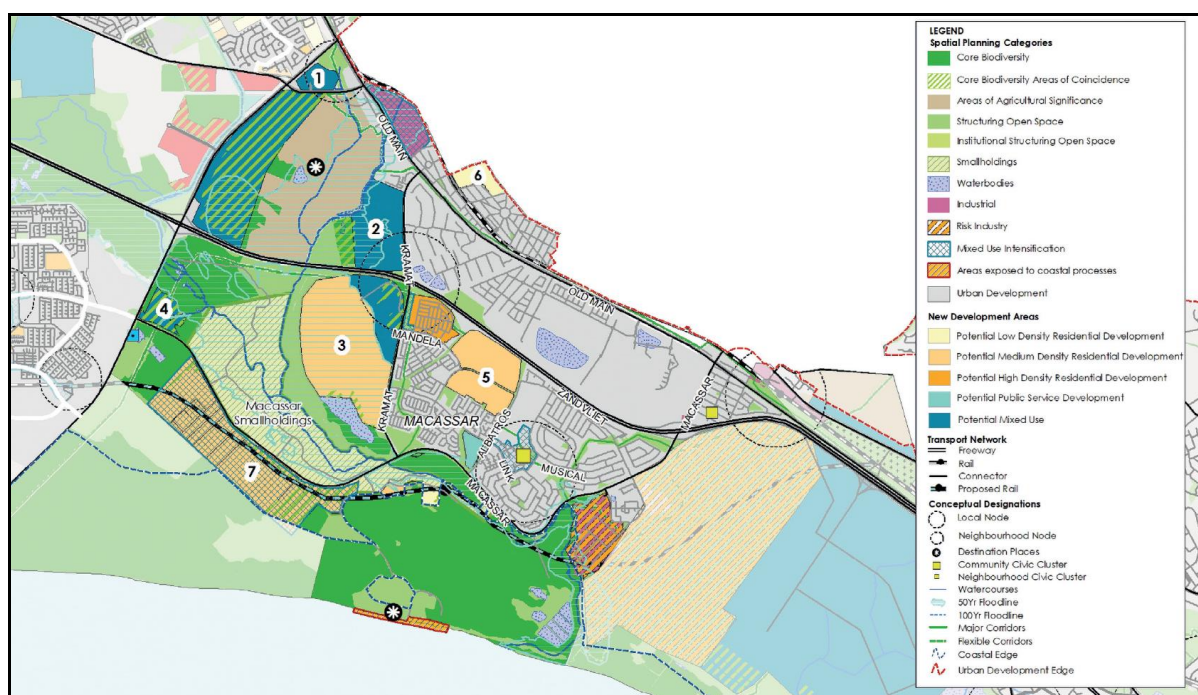 1
OLD MAIN
6
2
KRAMAT
4
3
MANDELA
OLD MAIN
5
KRAMAT
MACASSAR
ZANDVLIET
MACASSAR
Macassar
Smallholdings
ALBATROS
LINK
MUSICAL
MACASSAR
7
LEGEND
Spatial Planning Categories
Core Biodiversity
Core Biodiversity Areas of Coincidence
Areas of Agricultural Significance
Structuring Open Space
Institutional Structuring Open Space
Smallholdings
Waterbodies
Industrial
Risk Industry
Mixed Use Intensification
Areas exposed to coastal processes
Urban Development
New Development Areas
Potential Low Density Residential Development
Potential Medium Density Residential Development
Potential High Density Residential Development
Potential Public Service Development
Potential Mixed Use
Transport Network
Freeway
Rail
Connector
Proposed Rail
Conceptual Designations
Local Node
Neighbourhood Node
Destination Places
Community Civic Cluster
Neighbourhood Civic Cluster
Watercourses
50Yr Floodline
100Yr Floodline
Major Corridors
Flexible Corridors
Coastal Edge
Urban Development Edge